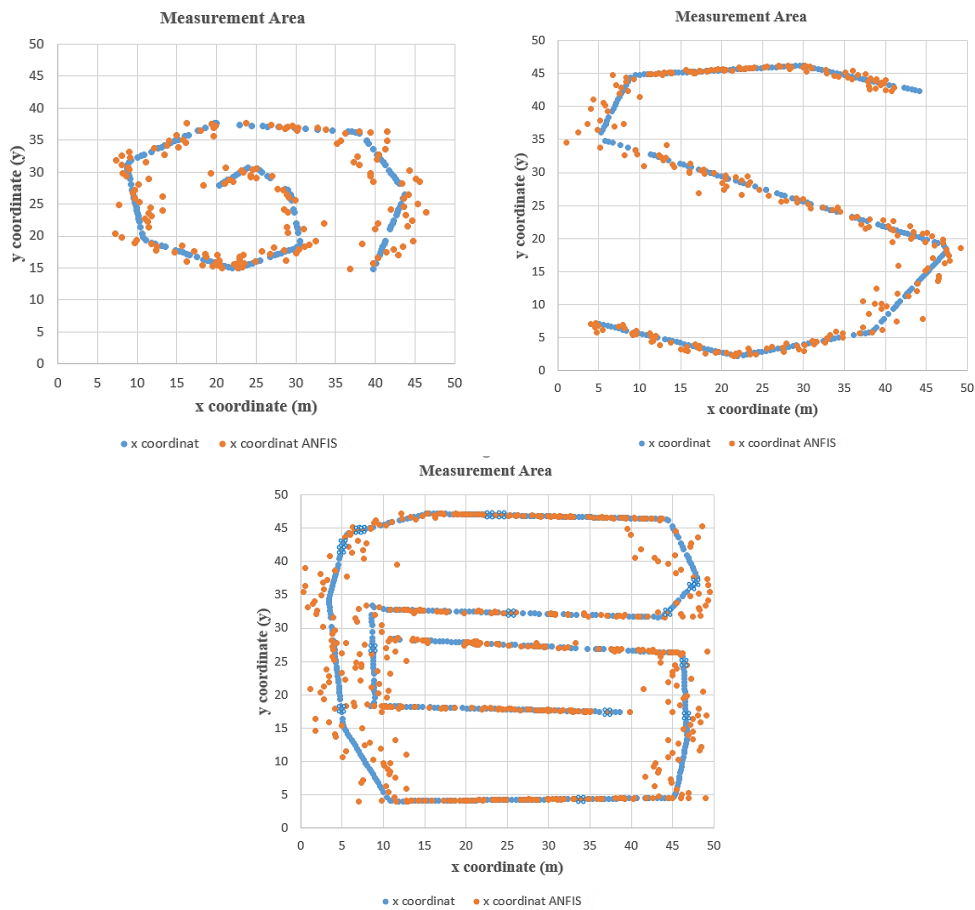 Measurement Area
50
45
40
35
30
25
20
15
10
5
0
y coordinate (y)
0 5 10 15 20 25 30 35 40 45 50
x coordinate (m)
x coordinat x coordinat ANFIS
Measurement Area
50
45
40
35
30
25
20
15
10
5
0
y coordinate (y)
0 5 10 15 20 25 30 35 40 45 50
x coordinate (m)
x coordinat x coordinat ANFIS
Measurement Area
50
45
40
35
30
25
20
15
10
5
0
y coordinate (y)
0 5 10 15 20 25 30 35 40 45 50
x coordinate (m)
x coordinat x coordinat ANFIS